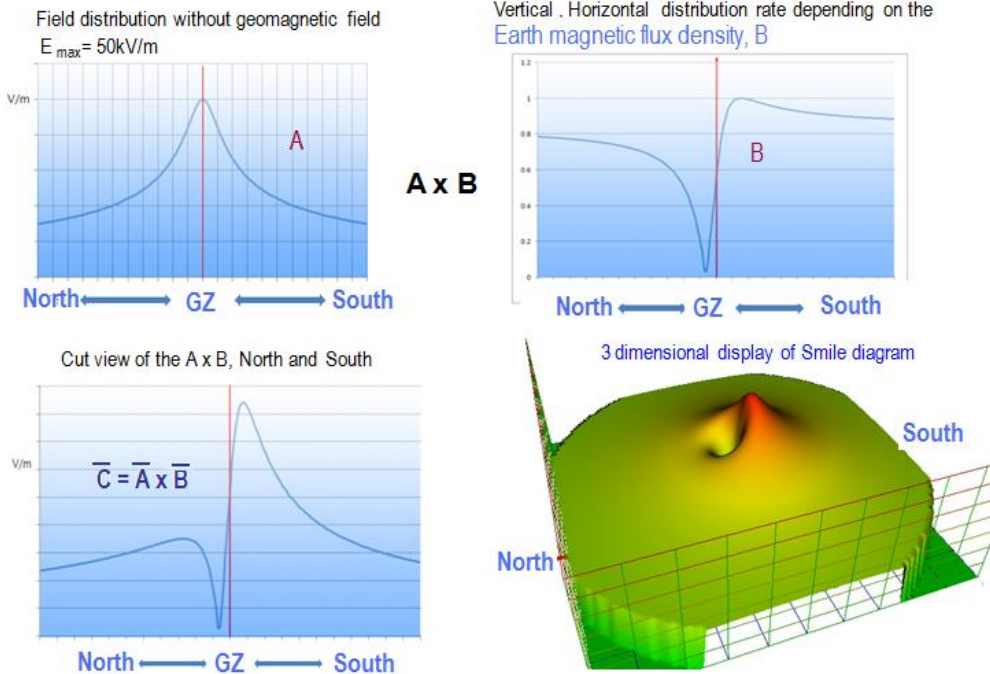 Field distribution without geomagnetic field
E max = 50kV/m
V/m
A
North
GZ
South
A x B
Vertical , Horizontal distribution rate depending on the
Earth magnetic flux density, B
1.2
1
0.8
0.6
0.4
0.2
0
B
North
GZ
South
Cut view of the A x B, North and South
V/m
C̅ = A̅ x B̅
North
GZ
South
3 dimensional display of Smile diagram
South
North